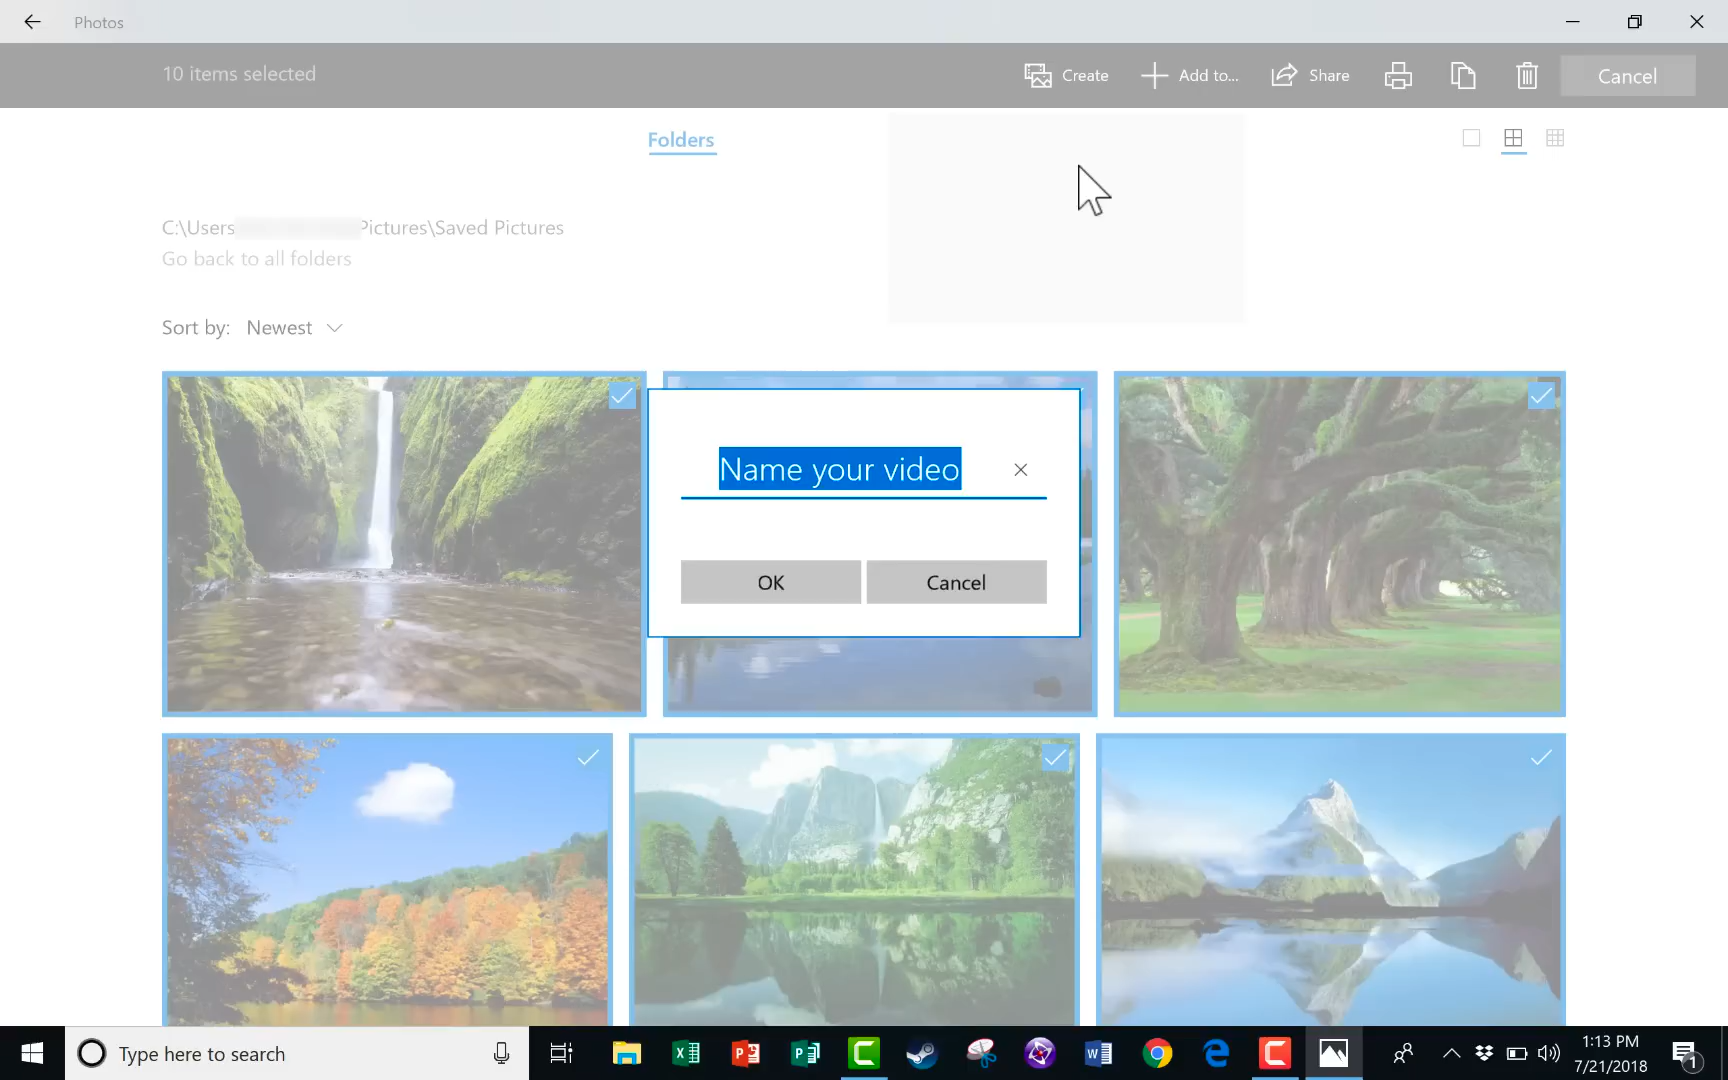 Photos
10 items selected
Create
Add to...
Share
Cancel
Folders
C:\Users
Pictures\Saved Pictures
Go back to all folders
Sort by: Newest
Name your video
OK
Cancel
Type here to search
1:13 PM
7/21/2018
1